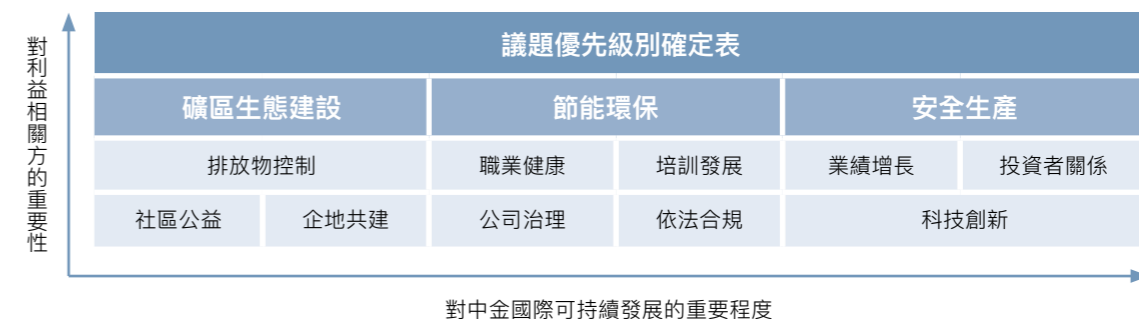 對利益相關方的重要性
議題優先級別確定表
礦區生態建設 節能環保 安全生產
排放物控制 職業健康 培訓發展 業績增長 投資者關係
社區公益 企地共建 公司治理 依法合規 科技創新
對中金國際可持續發展的重要程度